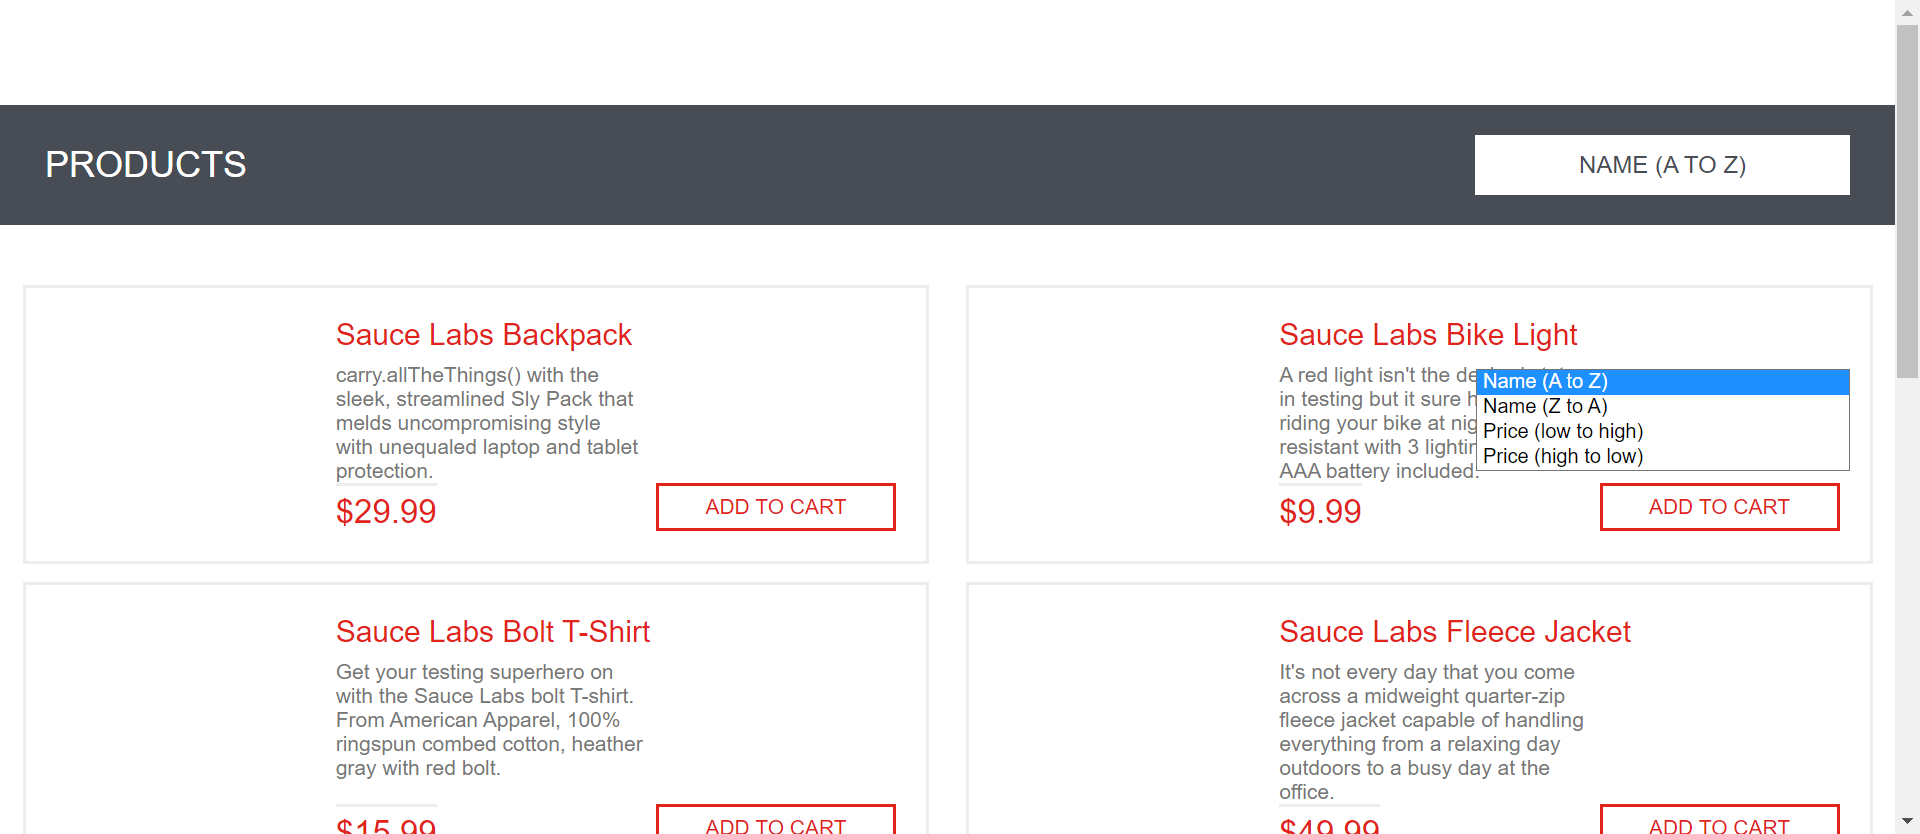 PRODUCTS
NAME (A TO Z)
Sauce Labs Backpack
carry.allTheThings() with the
sleek, streamlined Sly Pack that
melds uncompromising style
with unequaled laptop and tablet
protection.
$29.99
ADD TO CART
Sauce Labs Bike Light
A red light isn't the
in testing but it sure
riding your bike at
resistant with 3
AAA battery included.
$9.99
ADD TO CART
Name (A to Z)
Name (Z to A)
Price (low to high)
Price (high to low)
Sauce Labs Bolt T-Shirt
Get your testing superhero on
with the Sauce Labs bolt T-shirt.
From American Apparel, 100%
ringspun combed cotton, heather
gray with red bolt.
$15.99
ADD TO CART
Sauce Labs Fleece Jacket
It's not every day that you come
across a midweight quarter-zip
fleece jacket capable of handling
everything from a relaxing day
outdoors to a busy day at the
office.
$49.99
ADD TO CART